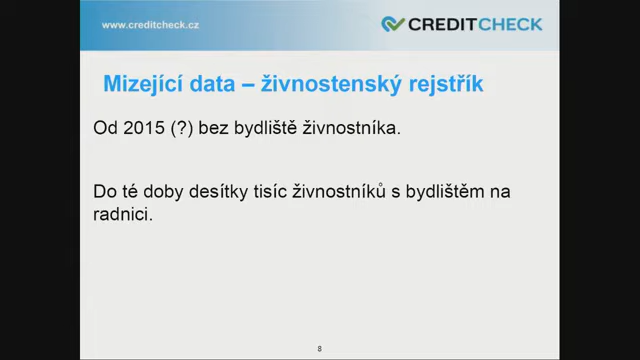 www.creditcheck.cz
CREDITCHECK
Mizející data – živnostenský rejstřík
Od 2015 (?) bez bydliště živnostníka.
Do té doby desítky tisíc živnostníků s bydlištěm na
radnici.
8